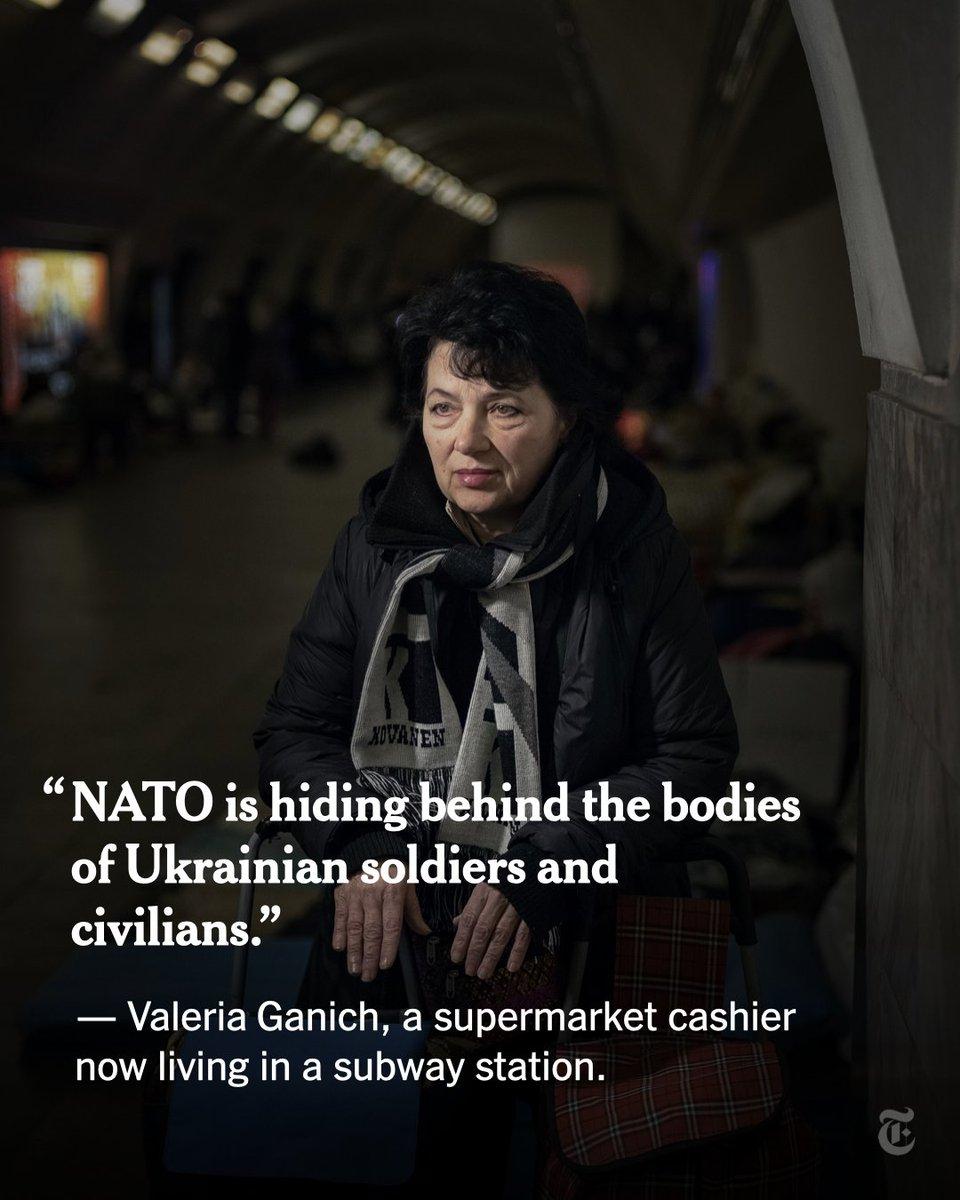 KOVANEN
“NATO is hiding behind the bodies
of Ukrainian soldiers and
civilians.”
— Valeria Ganich, a supermarket cashier
now living in a subway station.
T